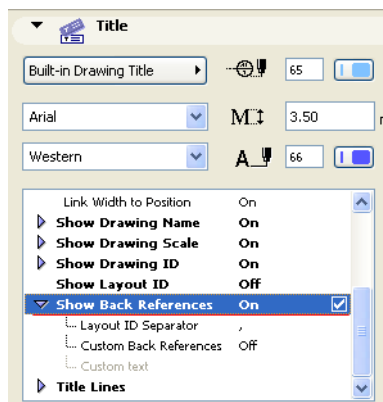 Title
Built-in Drawing Title 65
Arial M 3.50
Western A 66
Link Width to Position On
Show Drawing Name On
Show Drawing Scale On
Show Drawing ID On
Show Layout ID Off
Show Back References On
Layout ID Separator ,
Custom Back References Off
Custom text
Title Lines